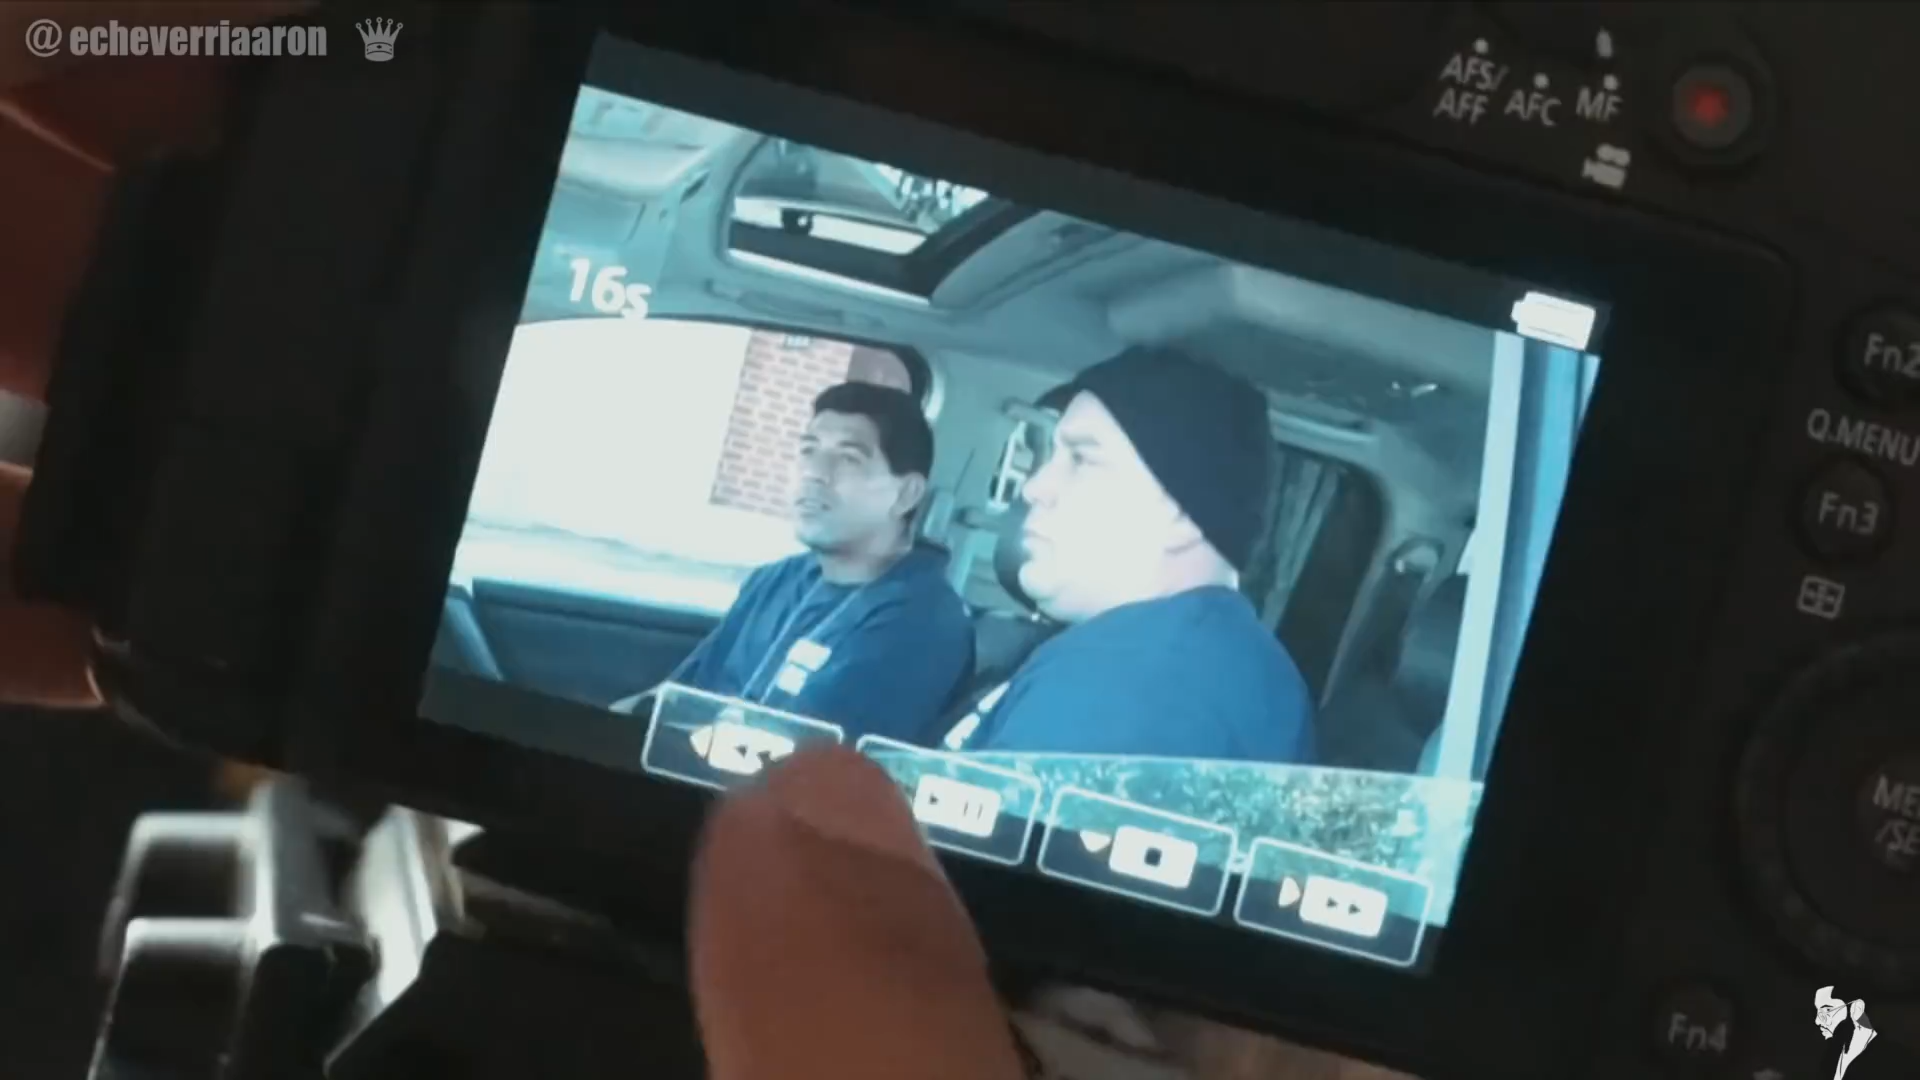 @echeverriaaron
AFS/
AFF AFC MF
16s
Fn2
Q.MENU
Fn3
Fn4